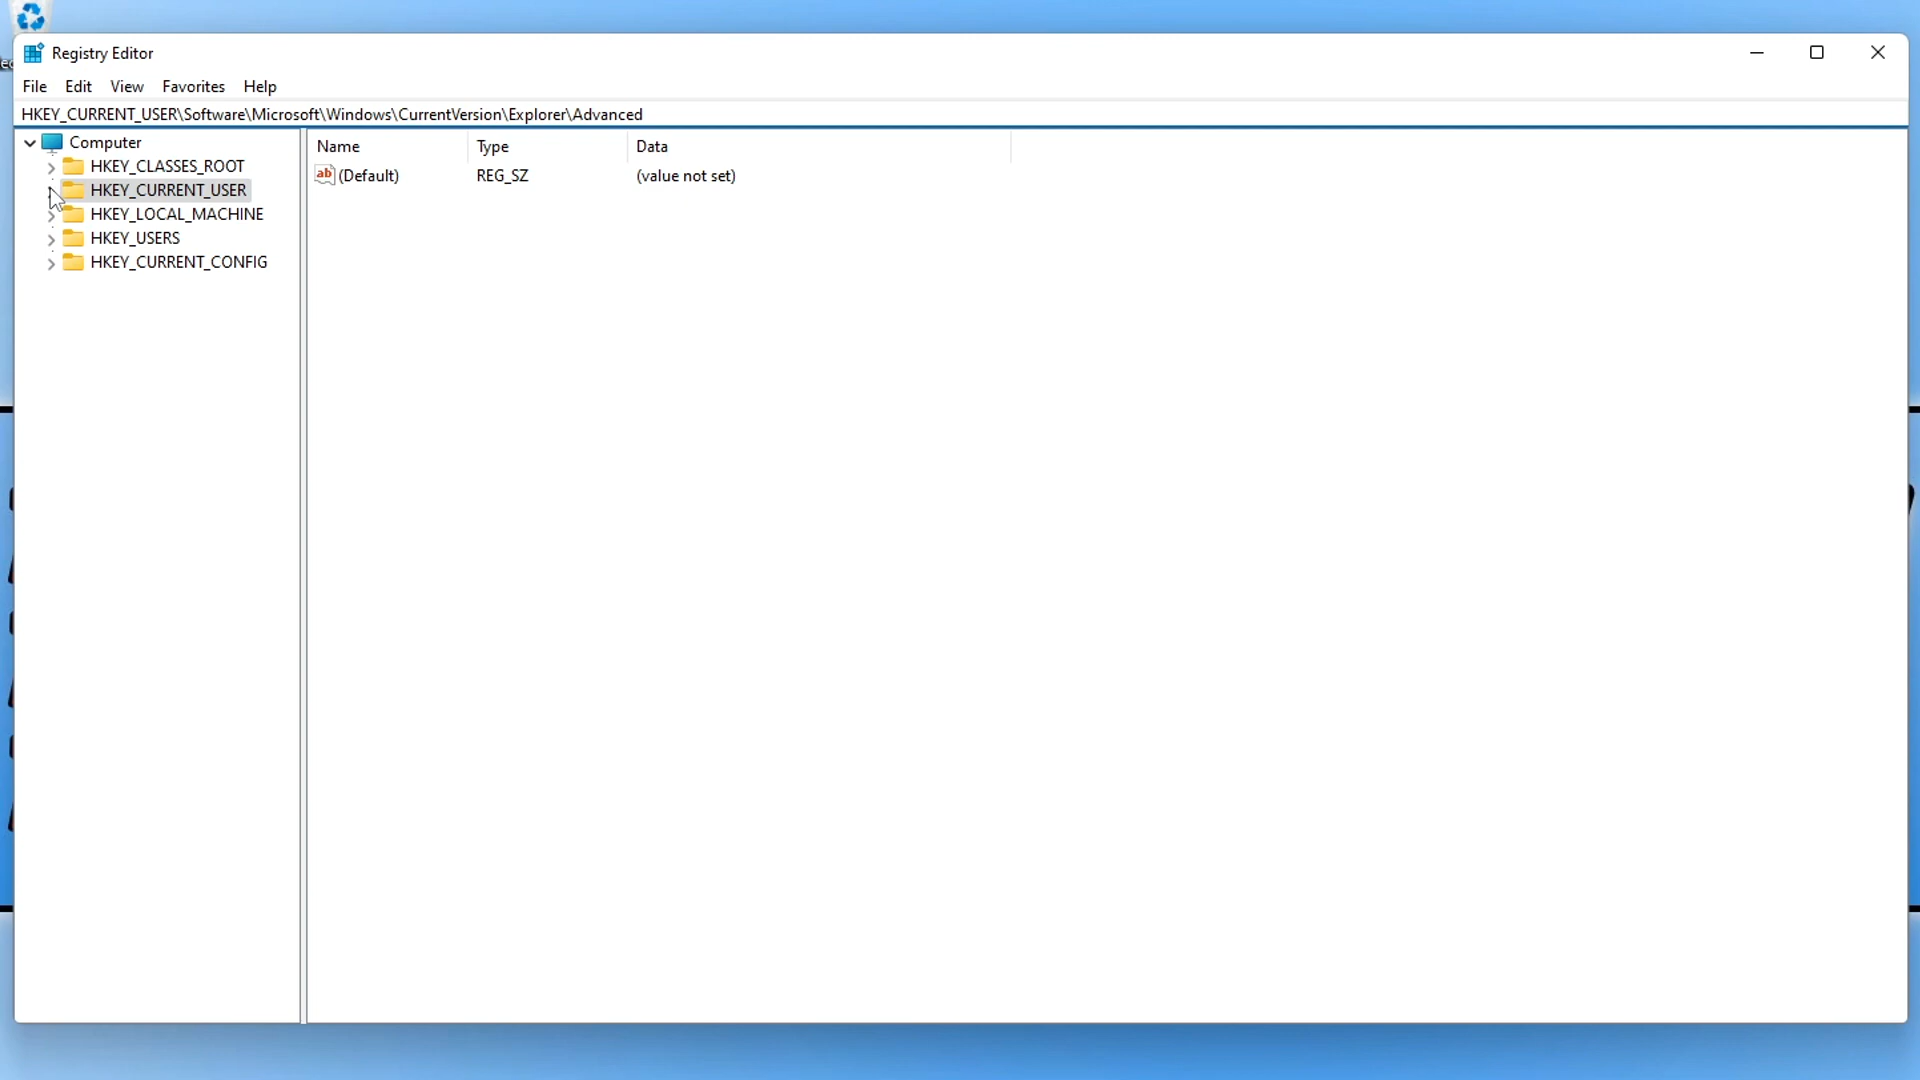 Registry Editor
File Edit View Favorites Help
HKEY_CURRENT_USER\Software\Microsoft\Windows\CurrentVersion\Explorer\Advanced
Computer
HKEY_CLASSES_ROOT
HKEY_CURRENT_USER
HKEY_LOCAL_MACHINE
HKEY_USERS
HKEY_CURRENT_CONFIG
Name Type Data
ab (Default) REG_SZ (value not set)